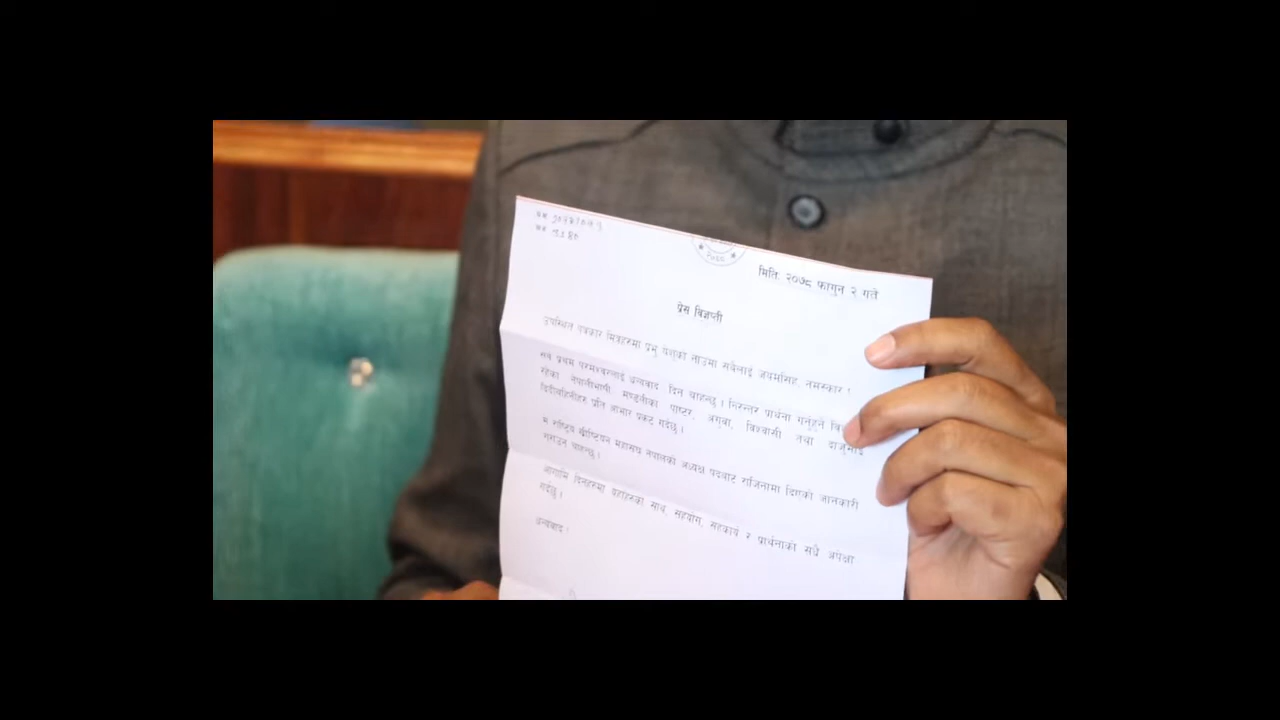 मिति: २०७८ फागुन २ गते
प्रेस विज्ञप्ती
उपस्थित पत्रकार मित्रहरुमा प्रभु येशुको नाउमा सबैलाई जयमसिह, नमस्कार !
सर्व प्रथम परमेश्वरलाई धन्यवाद दिन चाहन्छु । निरन्तर प्रार्थना गर्नुहुने
रहेका नेपालीभाषी मण्डलीका पाष्टर, अगुवा, विश्वासी तथा दाजुभाई
दिदीबहिनीहरु प्रति आभार प्रकट गर्दछु ।
म राष्ट्रिय ख्रीष्टियन महासंघ नेपालको अध्यक्ष पदबाट राजिनामा दिएको जानकारी
गराउन चाहन्छु ।
आगामि दिनहरुमा यहाँहरुका साथ, सहयोग, सहकार्य र प्रार्थनाको सधै अपेक्षा
गर्दछु ।
धन्यवाद !